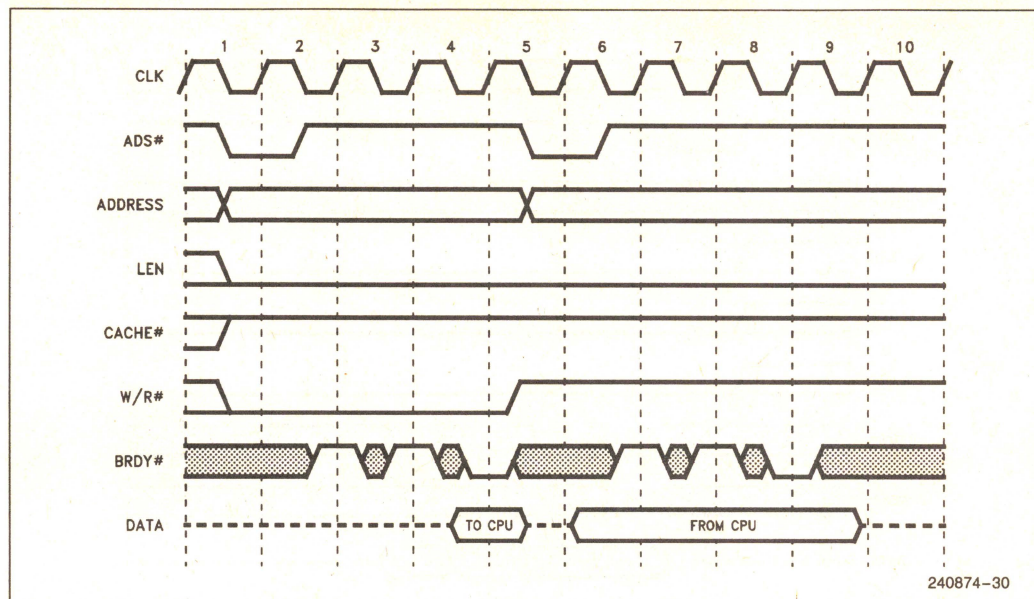 1 2 3 4 5 6 7 8 9 10
CLK
ADS#
ADDRESS
LEN
CACHE#
W/R#
BRDY#
DATA
TO CPU
FROM CPU
240874-30